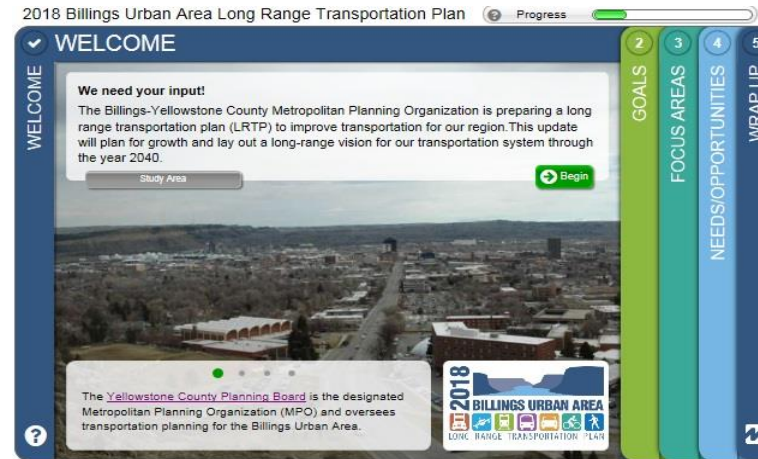 2018 Billings Urban Area Long Range Transportation Plan
Progress
WELCOME
WELCOME
We need your input!
The Billings-Yellowstone County Metropolitan Planning Organization is preparing a long
range transportation plan (LRTP) to improve transportation for our region.This update
will plan for growth and lay out a long-range vision for our transportation system through
the year 2040.
Study Area
Begin
The Yellowstone County Planning Board is the designated
Metropolitan Planning Organization (MPO) and oversees
transportation planning for the Billings Urban Area.
2018
BILLINGS URBAN AREA
LONG RANGE TRANSPORTATION PLAN
2
GOALS
3
FOCUS AREAS
4
NEEDS/OPPORTUNITIES
5
WRAP UP